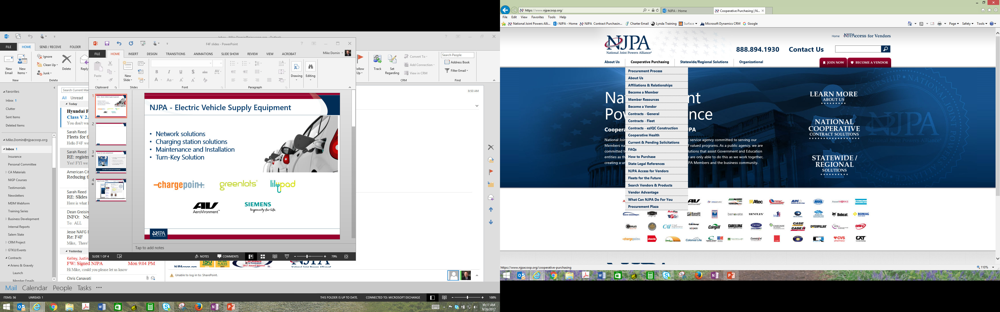 Inbox - Mike.Domin@njpacoop.org - Outlook
FILE HOME SEND / RECEIVE FOLDER
New Email
New Items
New
Ignore
Clean Up
Junk
Delete
Delete
Reply
Follow Up
Track
Set Regarding
Convert To
Add Connection
View in CRM
CRM
Search People
Address Book
Filter Email
Find
Favorites
Inbox 1
Clutter
Sent Items
Deleted Items
Mike.Domin@njpacoop.org
Inbox 1
Insurance
Personal Committee
CA Materials
NIGP Courses
Testimonials
Newsletters
MDM Webform
Training Series
Business Development
Internal Reports
Salem State
CRM Project
GTKU/Events
Contracts
Ariens & Gravely
Launch
Member Emails
Search Current Mai
All Unread
Today
Hyundai F
Class V 2.
You don't wa
Sarah Reed
Fleets for t
Hello F4F we
Sarah Reed
RE: registra
Yes! FYI we
American Cit
Reducing t
Sarah Reed
RE: Slides
Here is what I
Dean Greisin
INFO: Ne
To: ALL
Jesse NAFG E
Re: F4F
Mike, There'
Yesterday
Kelley, Justin
FW: Signed NJPA Mon 9:04 PM
Hi Mike, could you please let us know
Chris Canavati
8:50 AM
F4F slides - PowerPoint
FILE HOME INSERT DESIGN TRANSITIONS ANIMATIONS SLIDE SHOW REVIEW VIEW ACROBAT
Mike Domin
Paste
Clipboard
New Slide
Slides
Font
Paragraph
Drawing
Editing
1
2
3
4
NJPA - Electric Vehicle Supply Equipment
• Network solutions
• Charging station solutions
• Maintenance and Installation
• Turn-Key Solution
chargepoin+.
greenlots
lilypad
AV
AeroVironment™
SIEMENS
Ingenuity for life
NJPA
Tap to add notes
SLIDE 1 OF 4
NOTES COMMENTS 79%
NJPAcoop.org
150
WORK PLACES
2017 Award Winner
National Joint Powers Alliance
Unable to log in to: SharePoint.
Mail Calendar People Tasks ...
ITEMS: 56 UNREAD: 1
THIS FOLDER IS UP TO DATE. CONNECTED TO: MICROSOFT EXCHANGE 100%
10:17 AM
9/26/2017
https://www.njpacoop.org/
NJPA - Home
Cooperative Purchasing | N...
File Edit View Favorites Tools Help
National Joint Powers Alli...
NJPA - Home
NJPA Contract Purchasin...
Charter Email
Lynda Training
Surface
Microsoft Dynamics CRM
Google
Page Safety Tools
NJPA
National Joint Powers Alliance®
Home NJPAccess for Vendors
888.894.1930 Contact Us
About Us Cooperative Purchasing Statewide/Regional Solutions Organizational
JOIN NOW BECOME A VENDOR
Procurement Process
About Us
Affiliations & Relationships
Become a Member
Member Resources
Become a Vendor
Contracts - General
Contracts - Fleet
Contracts - ezIQC Construction
Cooperative Health
Current & Pending Solicitations
FAQs
How to Purchase
State Legal References
NJPA Access for Vendors
Fleets for the Future
Search Vendors & Products
Vendor Advantage
What Can NJPA Do For You
Procurement Plaza
Na nt
Pow nce
Coopera PA
National Join service agency committed to serving our
Members na f valued programs. As a public agency, we are
committed t lutions that assist Government and Education
entities as th e are only able to do this as we work together,
creating a un PA Members and the business community.
LEARN MORE
ABOUT US
NATIONAL
COOPERATIVE
CONTRACT SOLUTIONS
STATEWIDE /
REGIONAL
SOLUTIONS
NJPA
National Joint Powers Alliance
Altec
ARC
API
AssetWORKS
Atlas Copco
AutoPlus
Bandit
benovate
BENTLEY
Bobcat
BOMAG
BRAUN
CAI
LOJACK
Cargill
CAROLINA
Carrier
CASCADE
CASE
CASE IH
CATERPILLAR
CCS
chargepoin+.
chevin
Colonial Life
Convergint
CVS pharmacy
CXT
https://www.njpacoop.org/cooperative-purchasing
110%